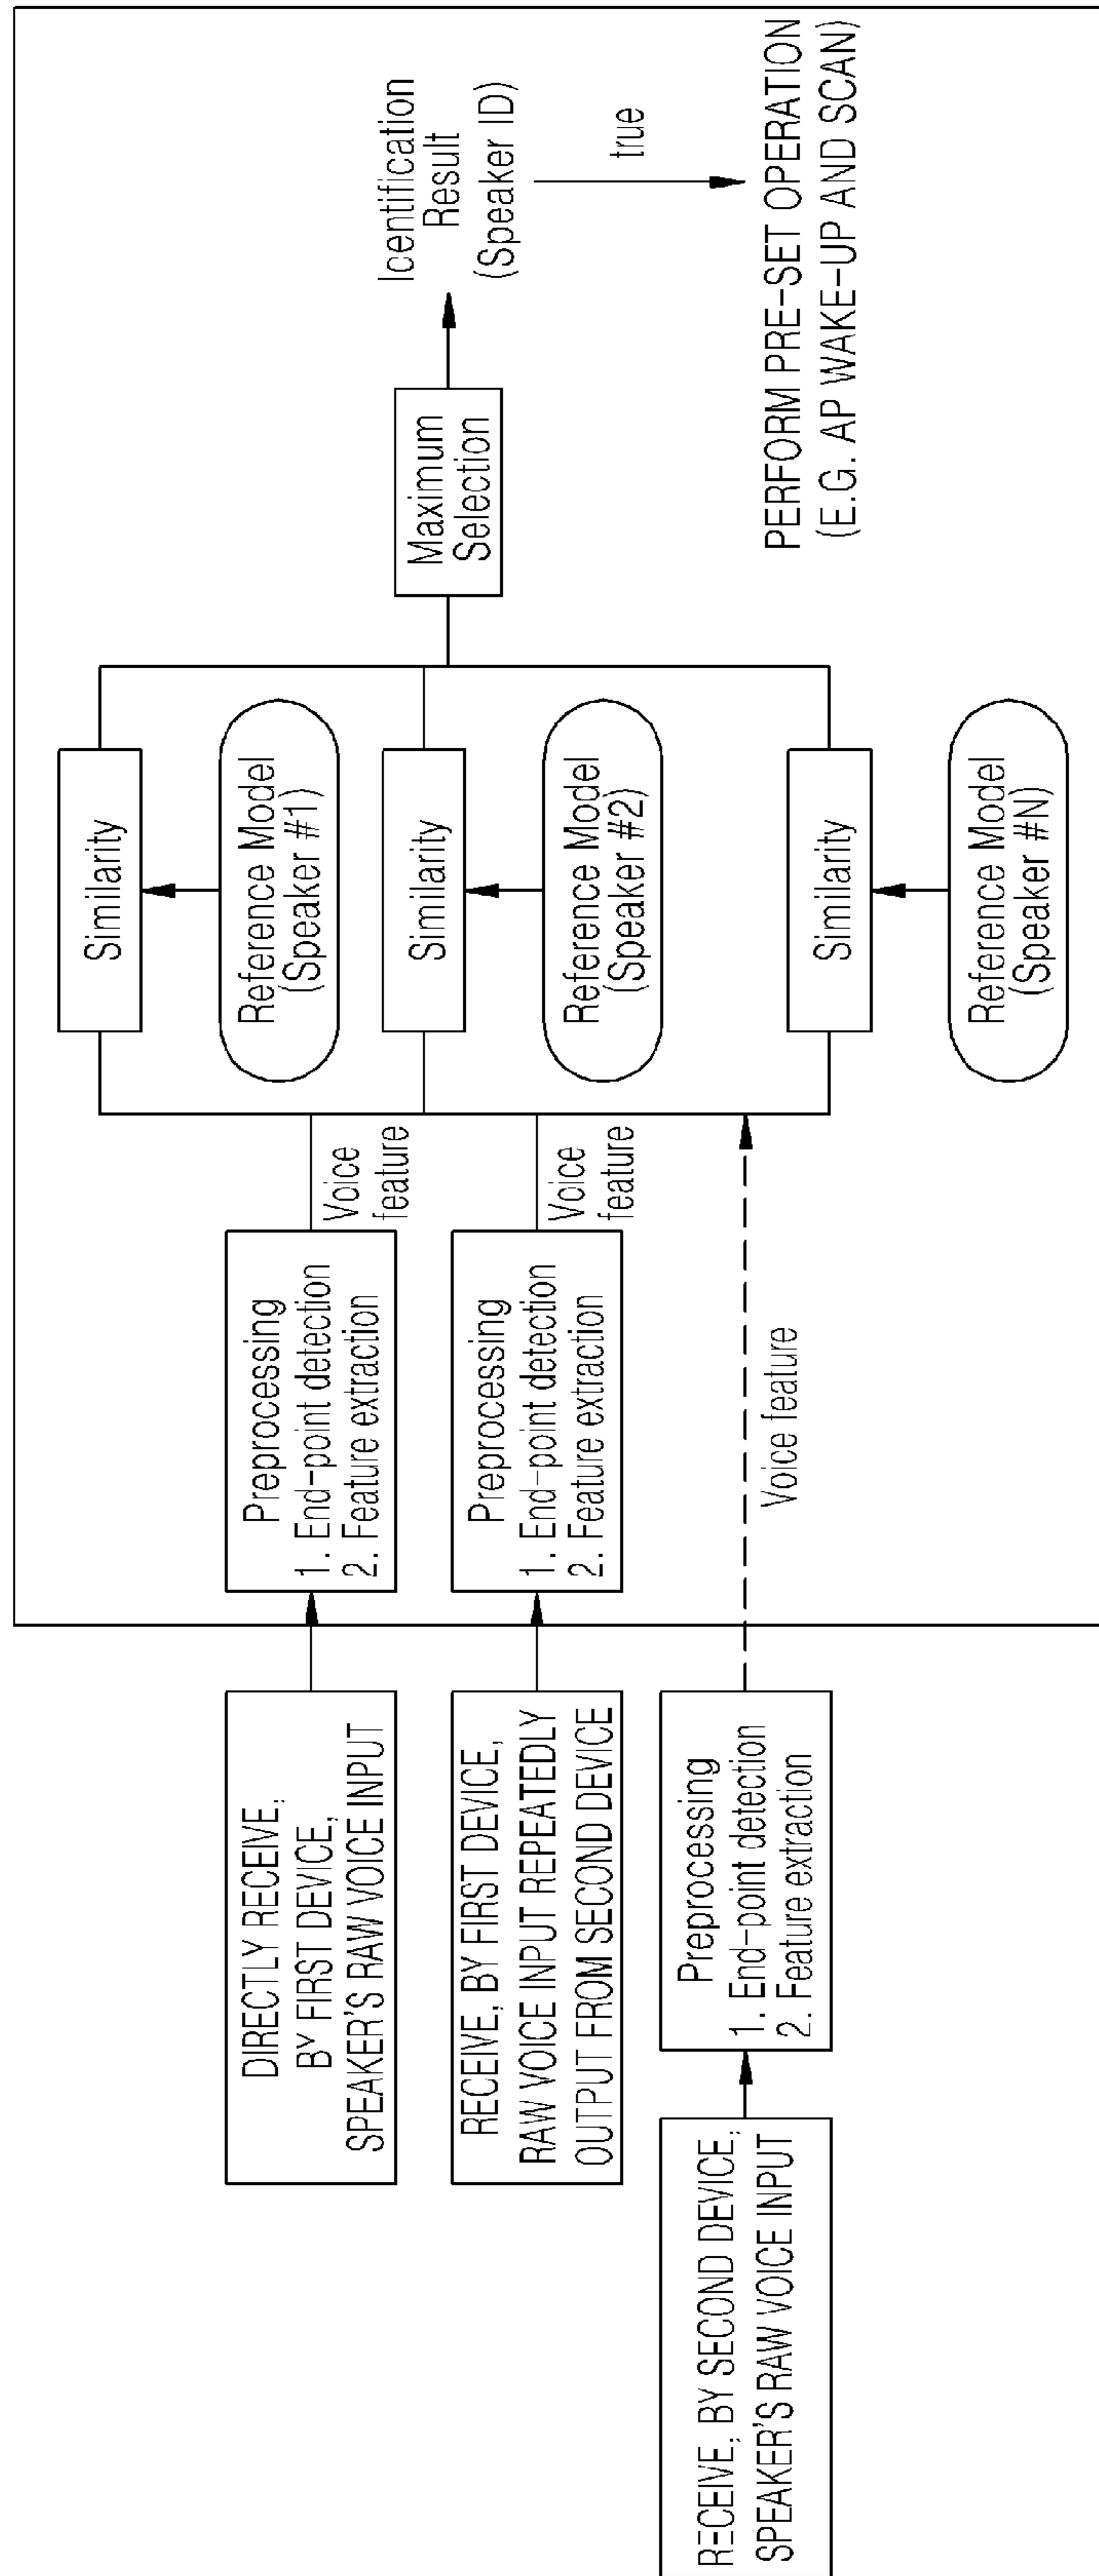 DIRECTLY RECEIVE,
BY FIRST DEVICE,
SPEAKER'S RAW VOICE INPUT
RECEIVE, BY FIRST DEVICE,
RAW VOICE INPUT REPEATEDLY
OUTPUT FROM SECOND DEVICE
RECEIVE, BY SECOND DEVICE,
SPEAKER'S RAW VOICE INPUT
Preprocessing
1. End-point detection
2. Feature extraction
Preprocessing
1. End-point detection
2. Feature extraction
Preprocessing
1. End-point detection
2. Feature extraction
Voice
feature
Voice
feature
Voice feature
Similarity
Reference Model
(Speaker #1)
Similarity
Reference Model
(Speaker #2)
Similarity
Reference Model
(Speaker #N)
Maximum
Selection
Icentification
Result
(Speaker ID)
true
PERFORM PRE-SET OPERATION
(E.G. AP WAKE-UP AND SCAN)